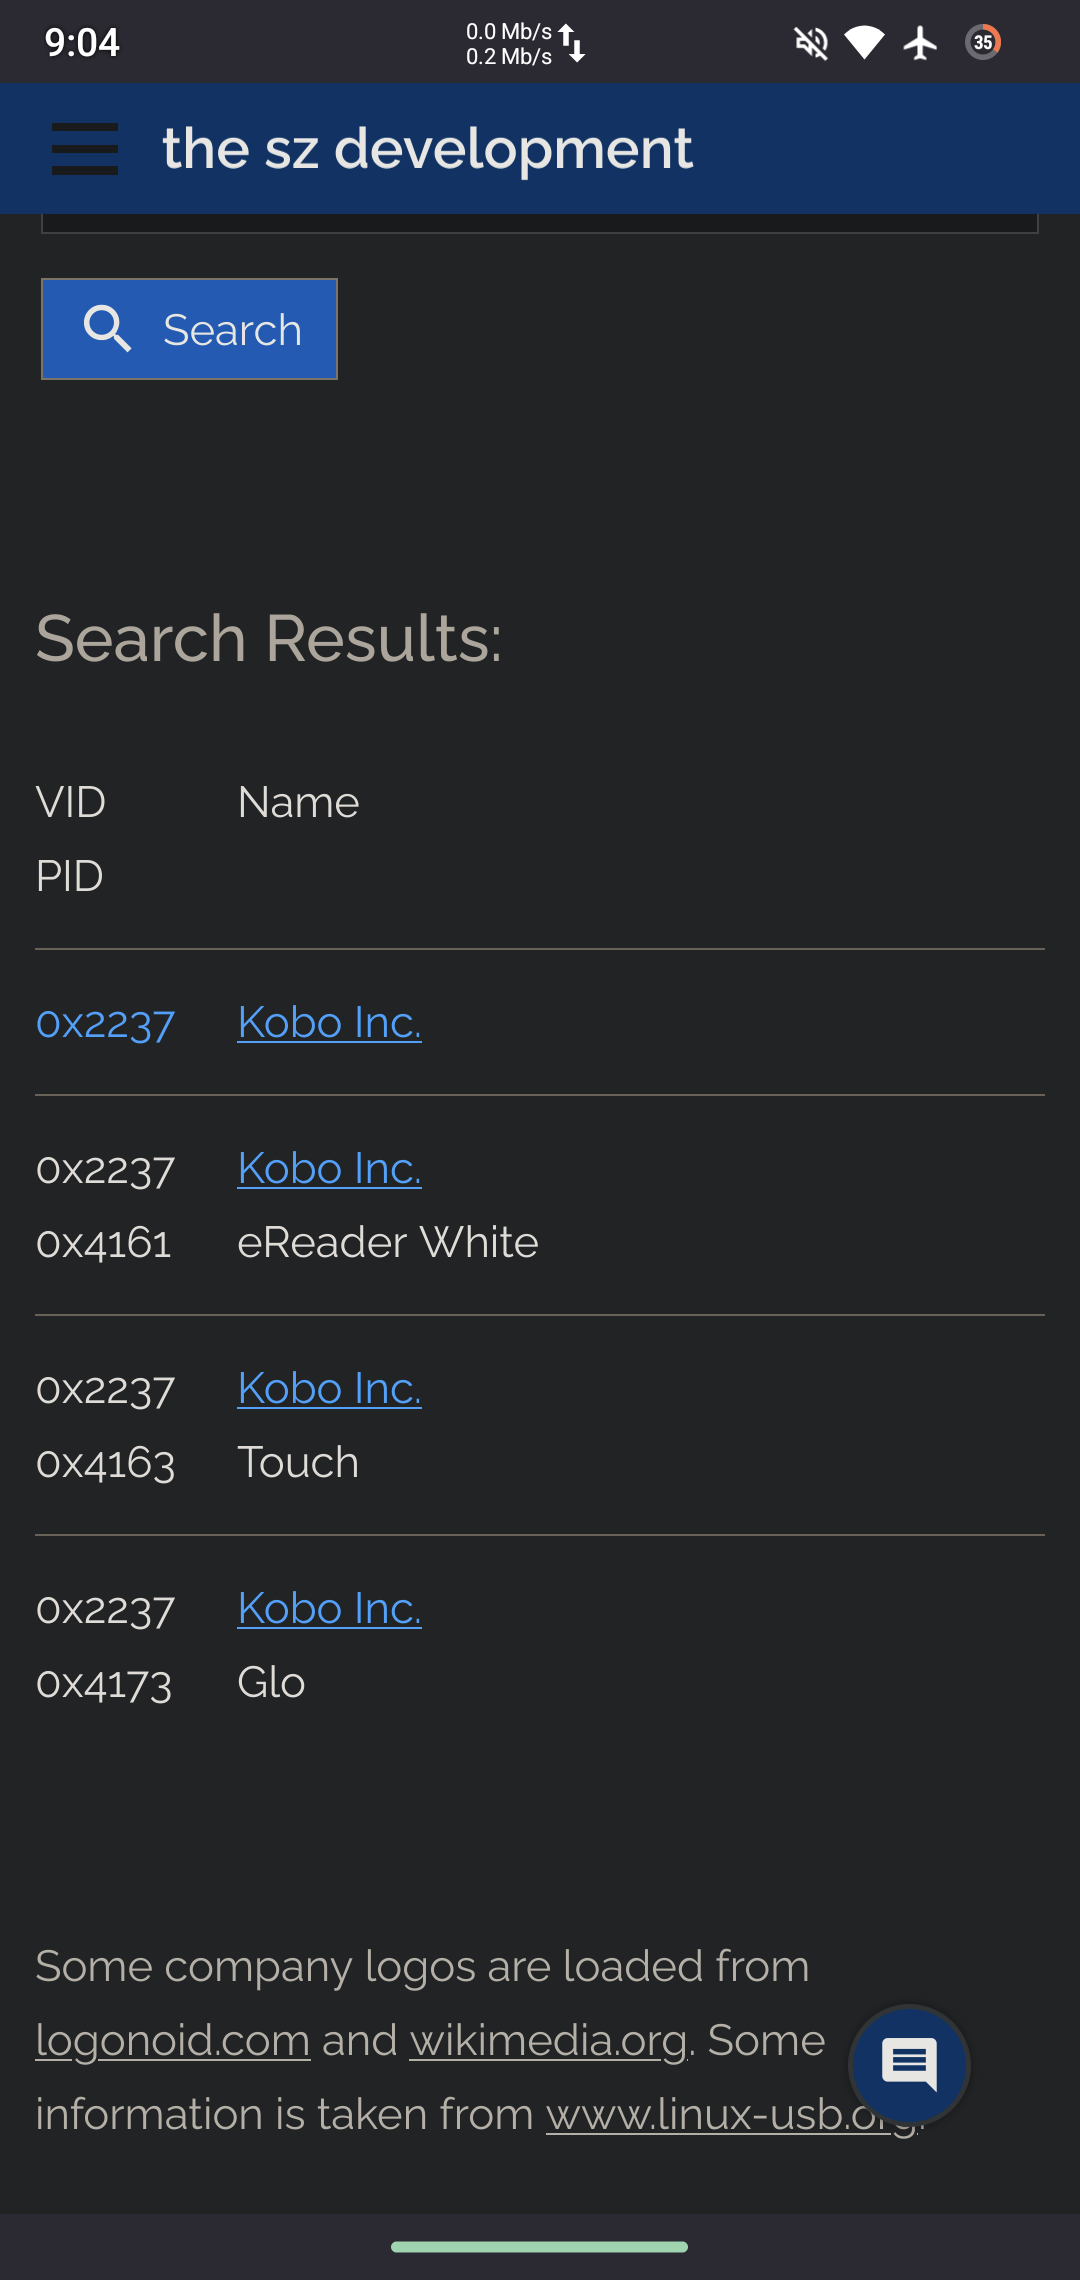 9:04
0.0 Mb/s
0.2 Mb/s
35
the sz development
Search
Search Results:
VID Name
PID
0x2237 Kobo Inc.
0x2237 Kobo Inc.
0x4161 eReader White
0x2237 Kobo Inc.
0x4163 Touch
0x2237 Kobo Inc.
0x4173 Glo
Some company logos are loaded from
logonoid.com and wikimedia.org. Some
information is taken from www.linux-usb.org.